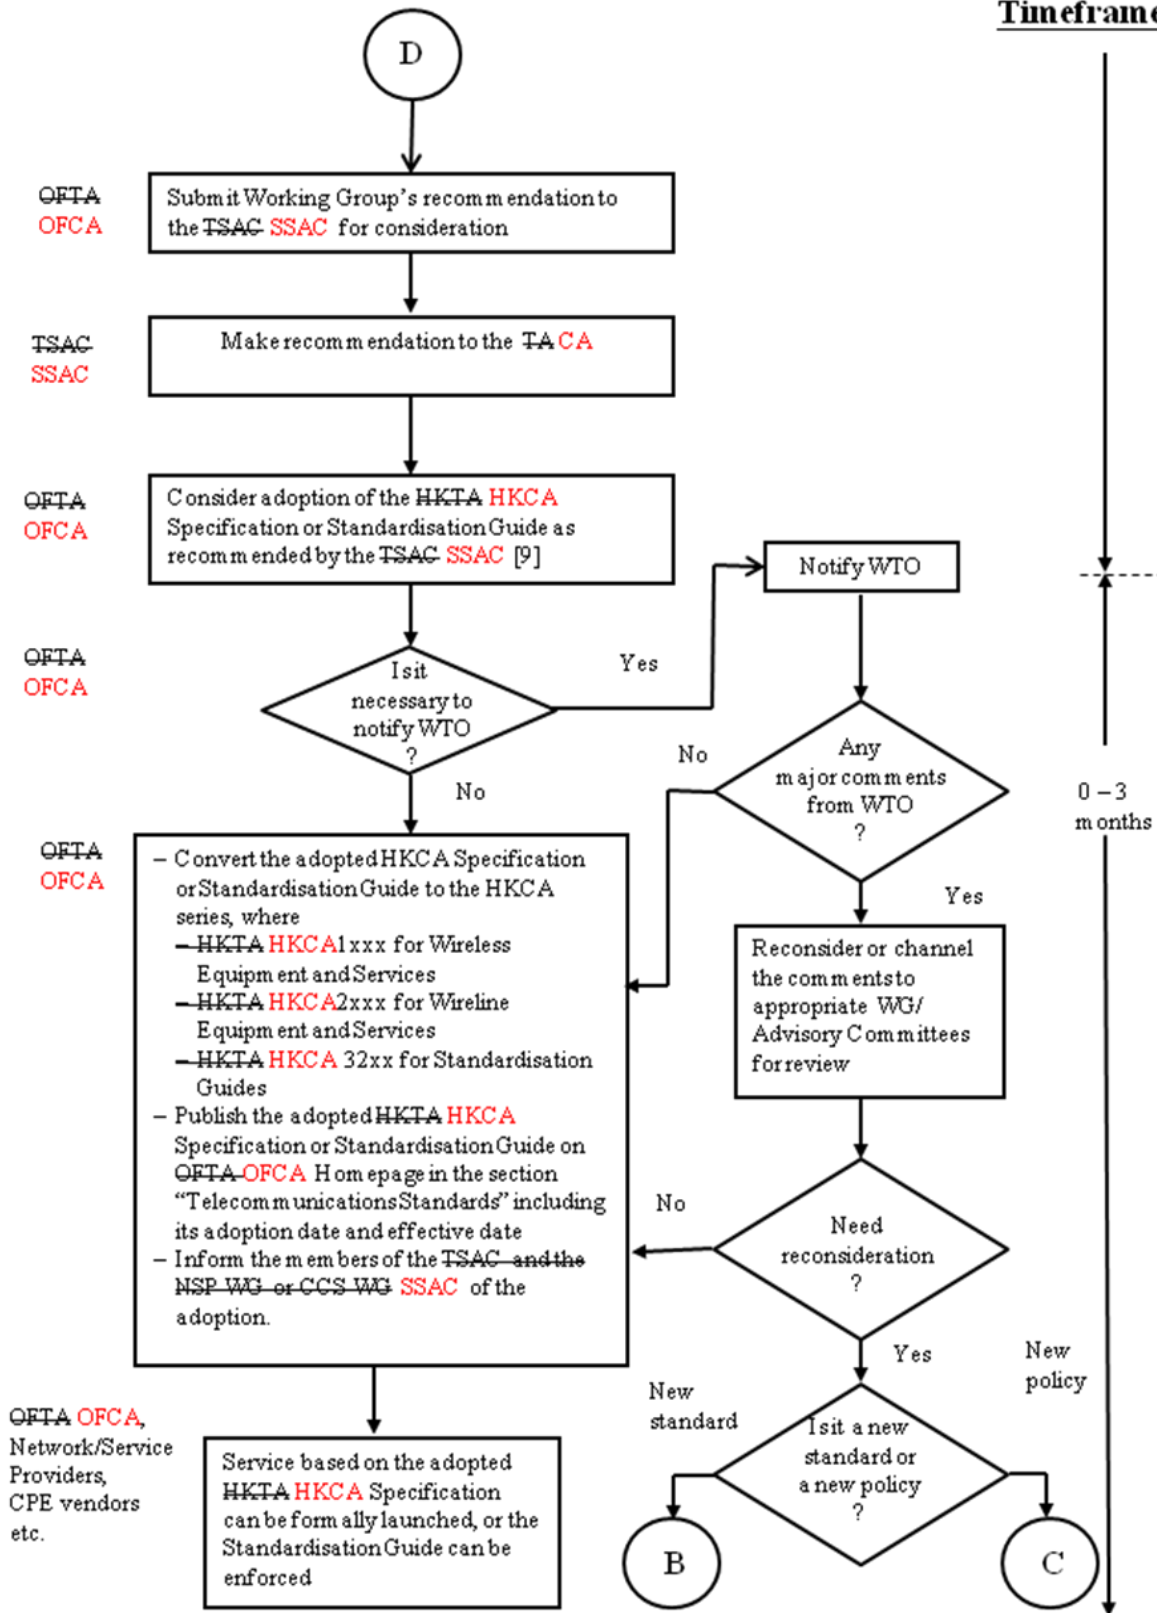 Timeframe
D
OFTA
OFCA
Submit Working Group's recommendation to
the TSAC SSAC for consideration
TSAC
SSAC
Make recommendation to the TA CA
OFTA
OFCA
Consider adoption of the HKTA HKCA
Specification or Standardisation Guide as
recommended by the TSAC SSAC [9]
Notify WTO
OFTA
OFCA
Is it
necessary to
notify WTO
?
Yes
No
Any
major comments
from WTO
?
No
Yes
0 – 3
months
OFTA
OFCA
– Convert the adopted HKCA Specification
or Standardisation Guide to the HKCA
series, where
– HKTA HKCA1xxx for Wireless
Equipment and Services
– HKTA HKCA2xxx for Wireline
Equipment and Services
– HKTA HKCA 32xx for Standardisation
Guides
– Publish the adopted HKTA HKCA
Specification or Standardisation Guide on
OFTA OFCA Homepage in the section
“Telecommunications Standards” including
its adoption date and effective date
– Inform the members of the TSAC and the
NSP WG or CCS WG SSAC of the
adoption.
Reconsider or channel
the comments to
appropriate WG/
Advisory Committees
for review
Need
reconsideration
?
No
Yes
New
standard
New
policy
Is it a new
standard or
a new policy
?
B
C
OFTA OFCA,
Network/Service
Providers,
CPE vendors
etc.
Service based on the adopted
HKTA HKCA Specification
can be formally launched, or the
Standardisation Guide can be
enforced